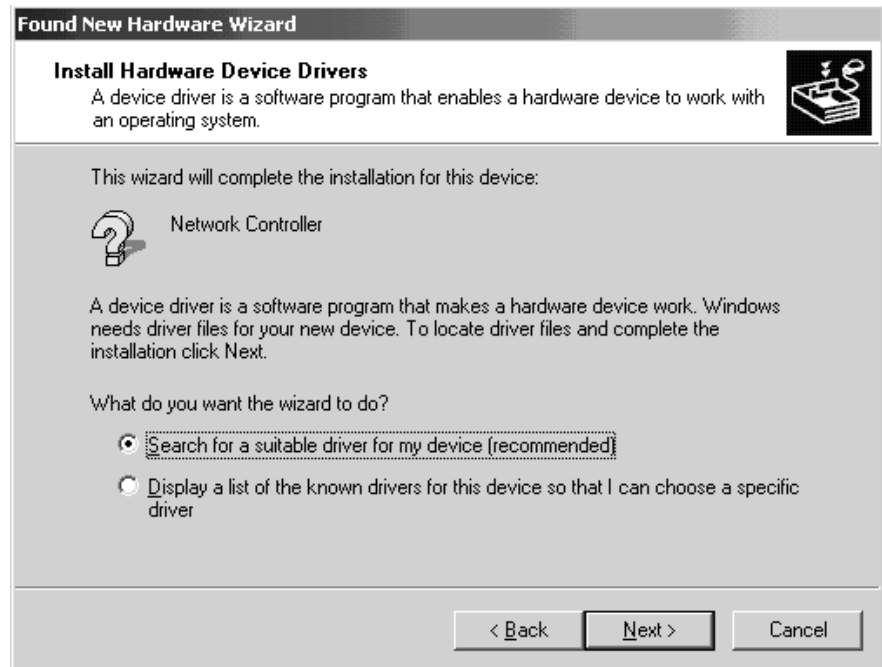 Found New Hardware Wizard
Install Hardware Device Drivers
A device driver is a software program that enables a hardware device to work with
an operating system.
This wizard will complete the installation for this device:
Network Controller
A device driver is a software program that makes a hardware device work. Windows
needs driver files for your new device. To locate driver files and complete the
installation click Next.
What do you want the wizard to do?
Search for a suitable driver for my device (recommended)
Display a list of the known drivers for this device so that I can choose a specific
driver
< Back Next > Cancel